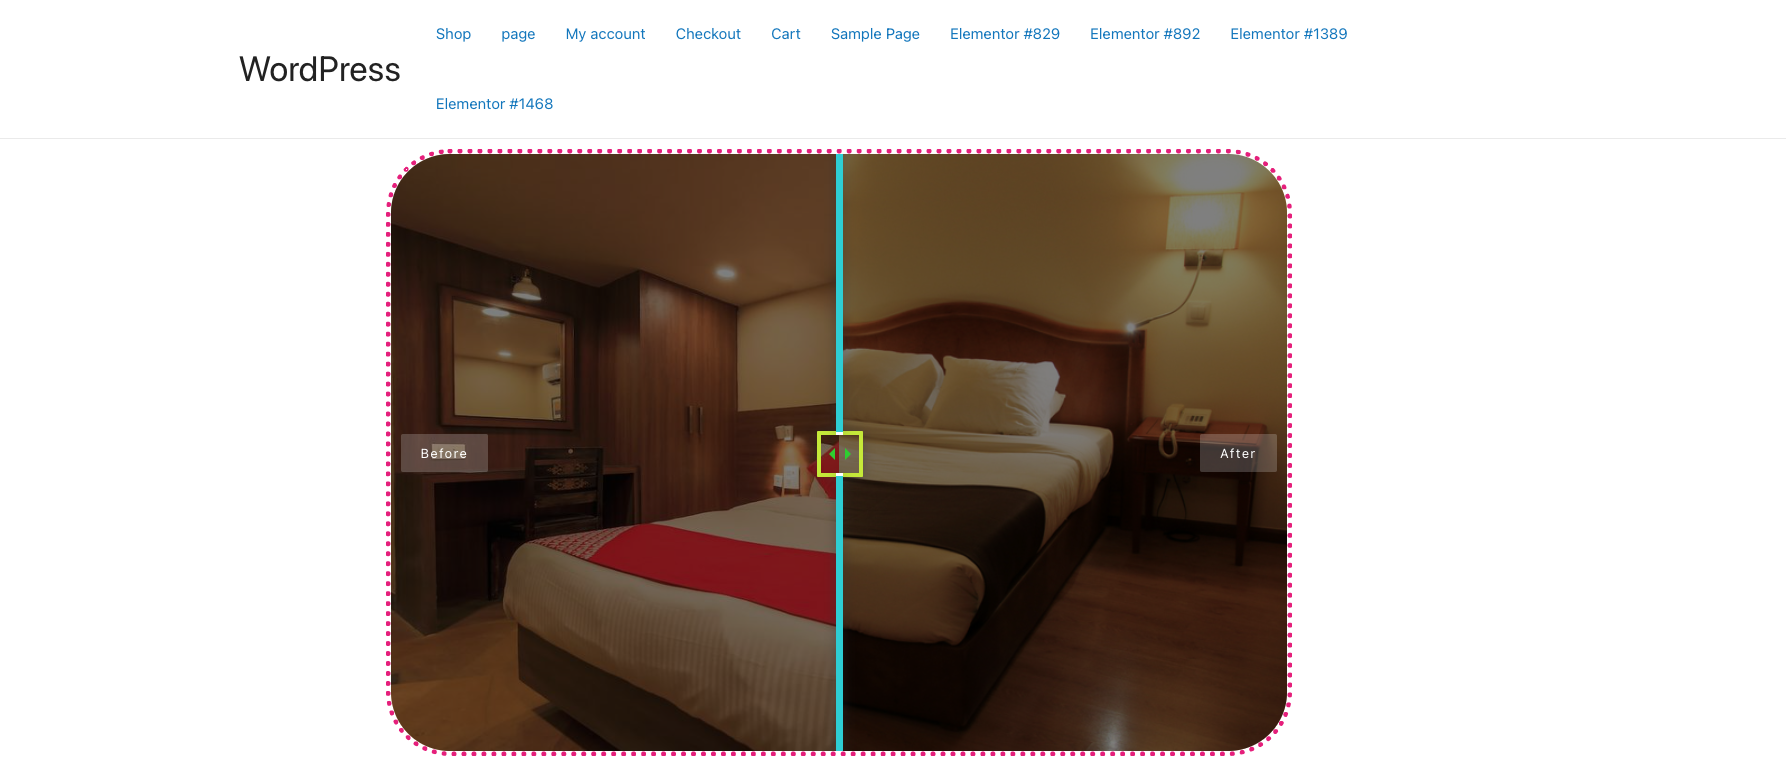 Shop page My account Checkout Cart Sample Page Elementor #829 Elementor #892 Elementor #1389
WordPress
Elementor #1468
Before
After